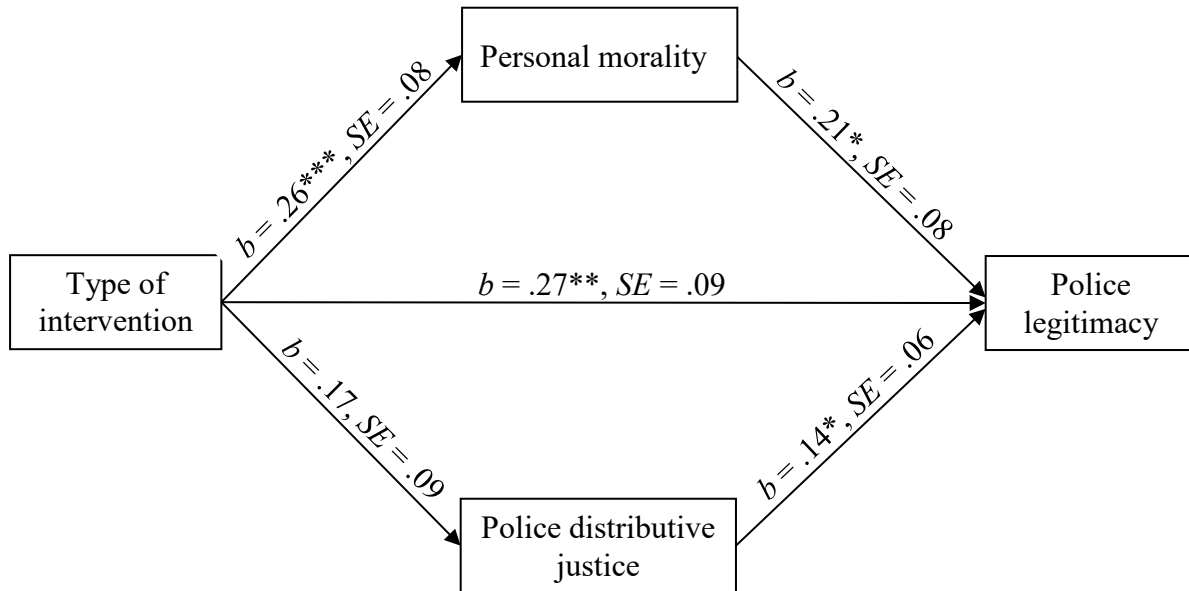 Personal morality
b = .26***, SE = .08
b = .21*, SE = .08
Type of
intervention
b = .27**, SE = .09
Police
legitimacy
b = .17, SE = .09
b = .14*, SE = .06
Police distributive
justice